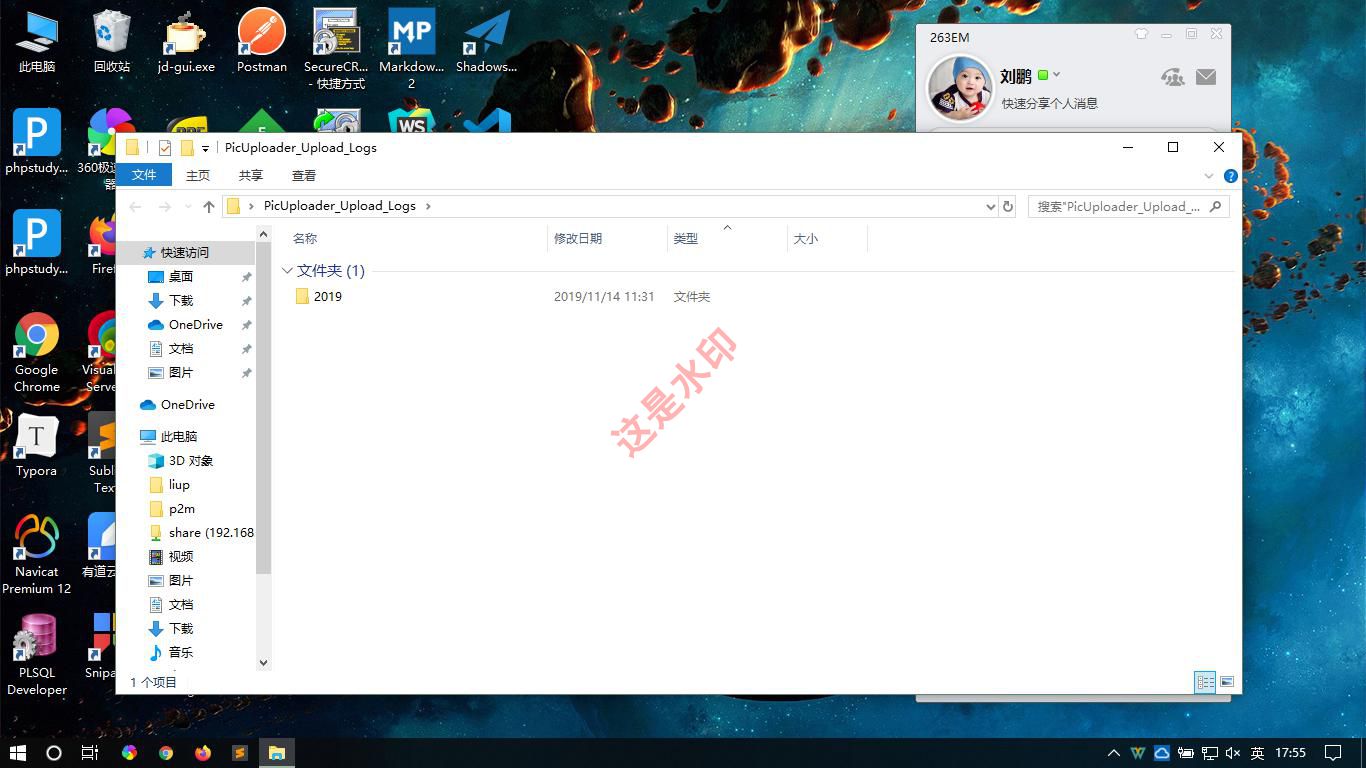 此电脑
回收站
jd-gui.exe
Postman
SecureCR...
- 快捷方式
Markdow...
2
Shadows...
263EM
刘鹏
快速分享个人消息
phpstudy...
360极速
器
WS
PicUploader_Upload_Logs
文件
主页
共享
查看
PicUploader_Upload_Logs
搜索"PicUploader_Upload_...
名称
修改日期
类型
大小
文件夹 (1)
2019
2019/11/14 11:31
文件夹
这是水印
快速访问
桌面
下载
OneDrive
文档
图片
OneDrive
此电脑
3D 对象
liup
p2m
share (192.168
视频
图片
文档
下载
音乐
1 个项目
phpstudy...
Firef
Google
Chrome
Visual
Serve
Typora
Subl
Tex
Navicat
Premium 12
有道云
PLSQL
Developer
Snipa
英
17:55